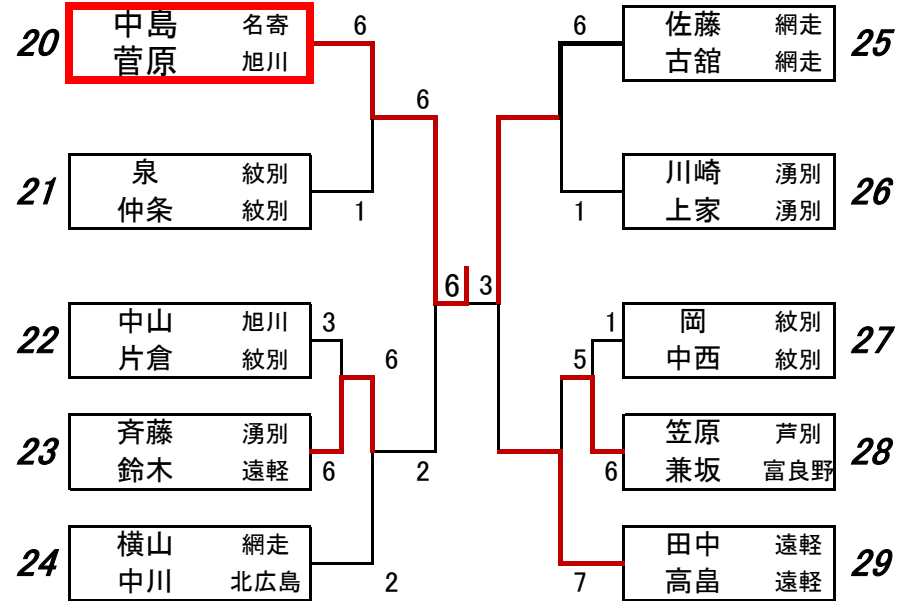 20 中島 名寄 6
菅原 旭川
21 泉 紋別
仲条 紋別 1
6
22 中山 旭川 3
片倉 紋別 6
23 斉藤 湧別
鈴木 遠軽 6 2
24 横山 網走
中川 北広島 2
6 3
6 佐藤 網走 25
古舘 網走
川崎 湧別 26
1 上家 湧別
1 岡 紋別 27
5 中西 紋別
笠原 芦別 28
6 兼坂 富良野
田中 遠軽 29
7 高畠 遠軽